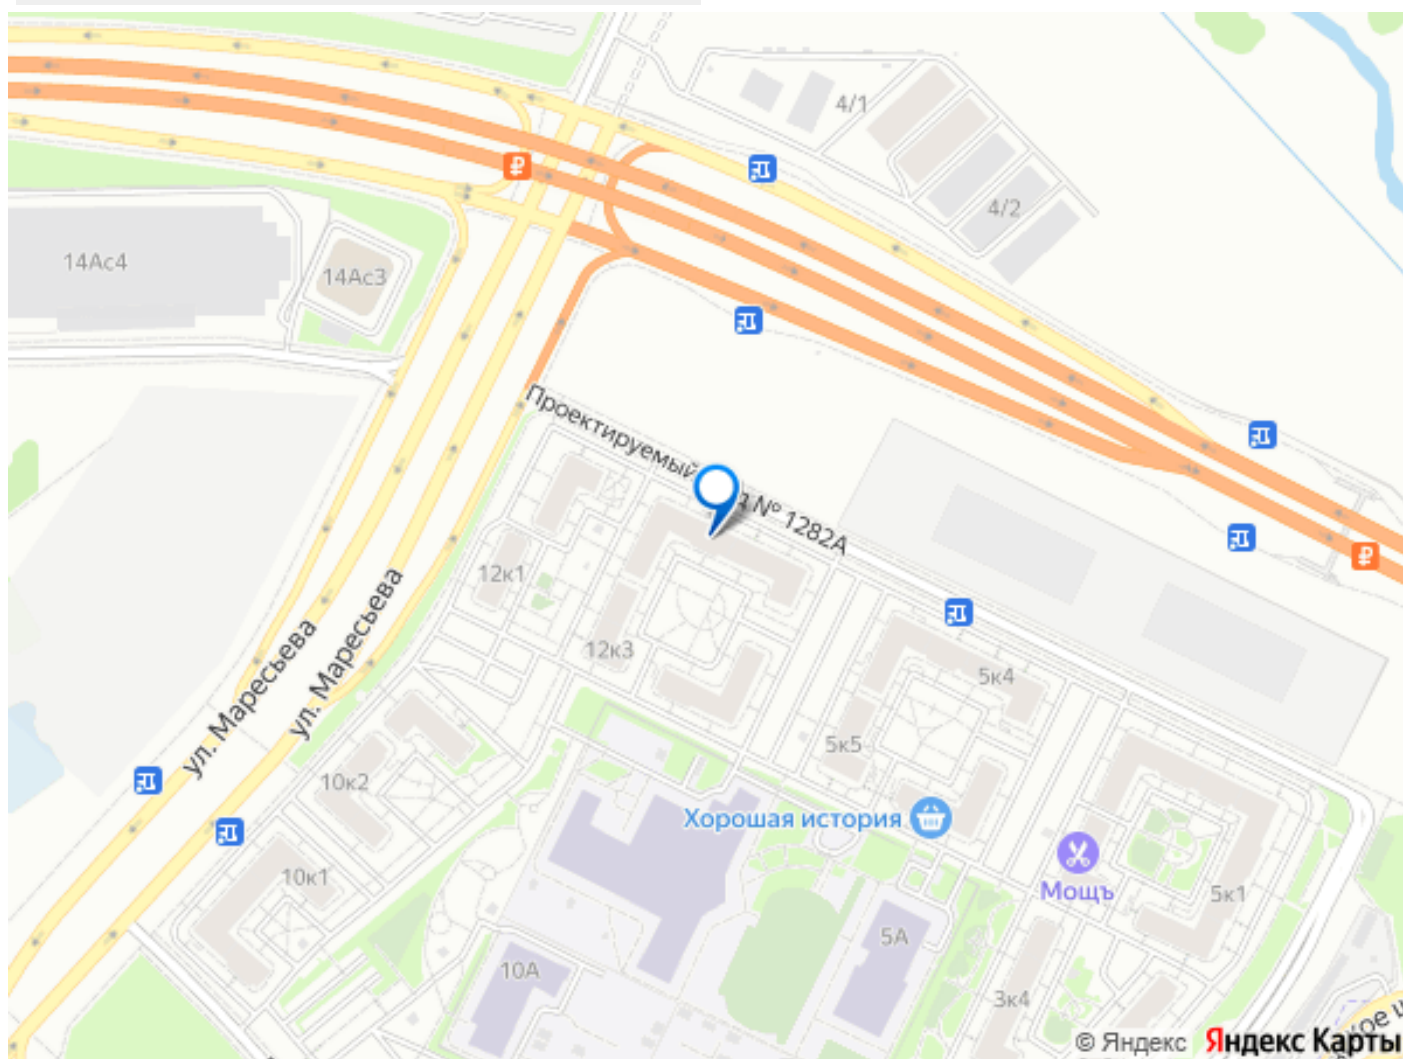 4/1
₽
4/2
14Ас4
14Ас3
Проектируемый
д № 1282А
₽
12к1
12к3
ул. Маресьева
ул. Маресьева
5к4
5к5
10к2
Хорошая история
10к1
Мощъ
5к1
5А
10А
3к4
© Яндекс
Яндекс Карты